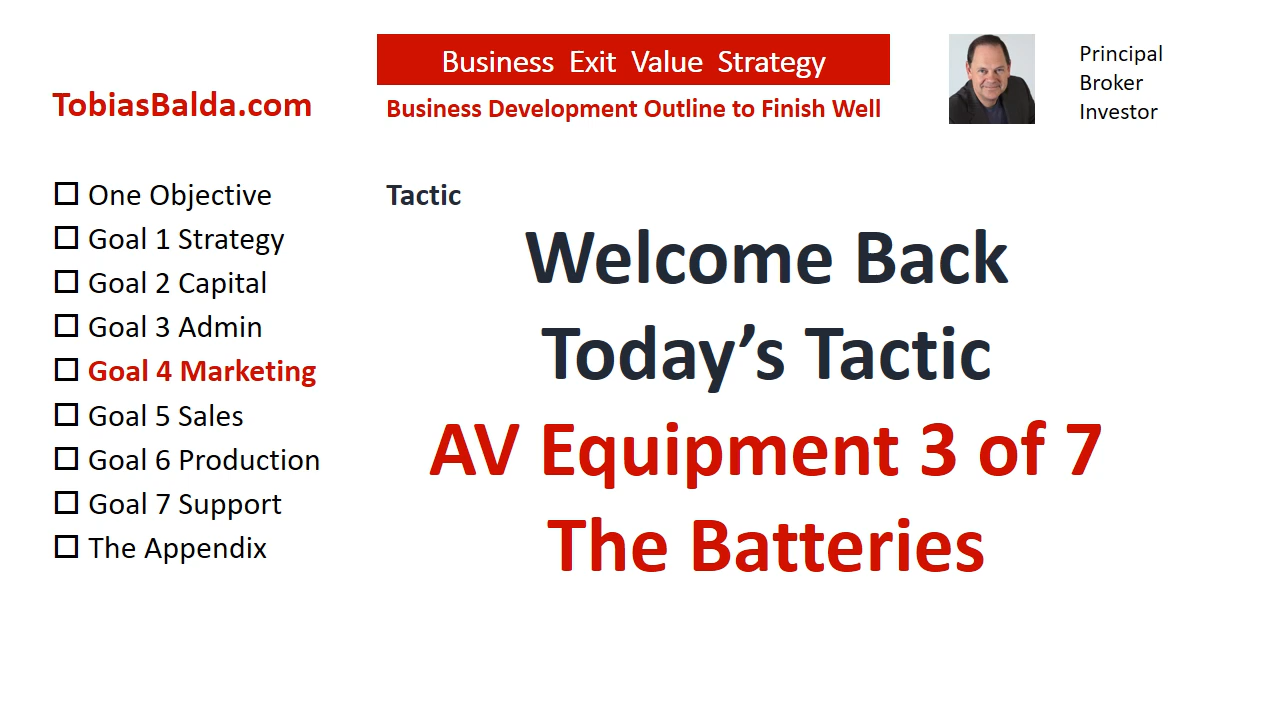 TobiasBalda.com
Business Exit Value Strategy
Business Development Outline to Finish Well
Principal
Broker
Investor
One Objective
Goal 1 Strategy
Goal 2 Capital
Goal 3 Admin
Goal 4 Marketing
Goal 5 Sales
Goal 6 Production
Goal 7 Support
The Appendix
Tactic
Welcome Back
Today’s Tactic
AV Equipment 3 of 7
The Batteries